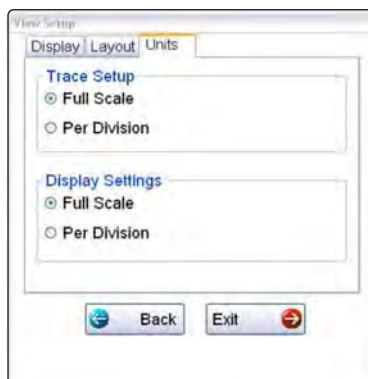 View Setup
Display Layout Units
Trace Setup
Full Scale
Per Division
Display Settings
Full Scale
Per Division
Back Exit